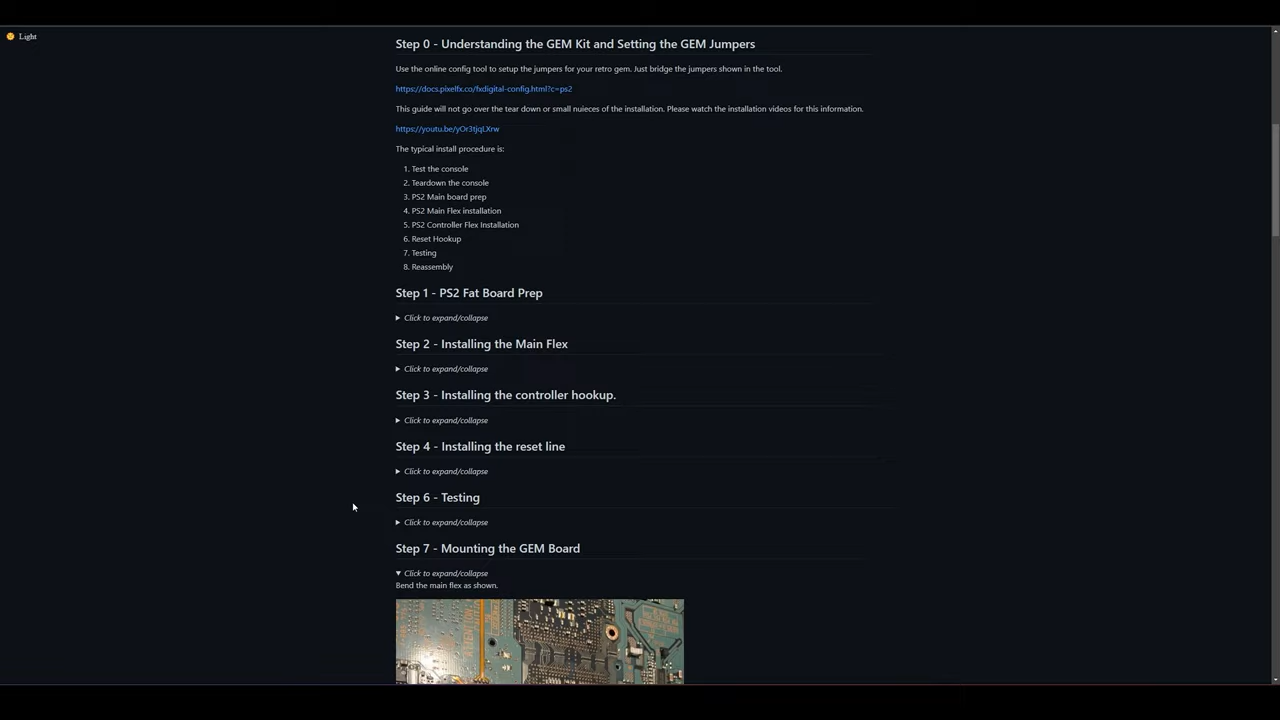 Light
Step 0 - Understanding the GEM Kit and Setting the GEM Jumpers
Use the online config tool to setup the jumpers for your retro gem. Just bridge the jumpers shown in the tool.
https://docs.pixelfx.co/fxdigital-config.html?c=ps2
This guide will not go over the tear down or small nuieces of the installation. Please watch the installation videos for this information.
https://youtu.be/yOr3tjqLXrw
The typical install procedure is:
1. Test the console
2. Teardown the console
3. PS2 Main board prep
4. PS2 Main Flex installation
5. PS2 Controller Flex Installation
6. Reset Hookup
7. Testing
8. Reassembly
Step 1 - PS2 Fat Board Prep
Click to expand/collapse
Step 2 - Installing the Main Flex
Click to expand/collapse
Step 3 - Installing the controller hookup.
Click to expand/collapse
Step 4 - Installing the reset line
Click to expand/collapse
Step 6 - Testing
Click to expand/collapse
Step 7 - Mounting the GEM Board
Click to expand/collapse
Bend the main flex as shown.